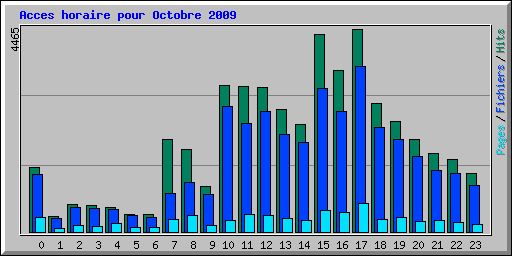 Acces horaire pour Octobre 2009
4465
Pages / Fichiers / Hits
0 1 2 3 4 5 6 7 8 9 10 11 12 13 14 15 16 17 18 19 20 21 22 23